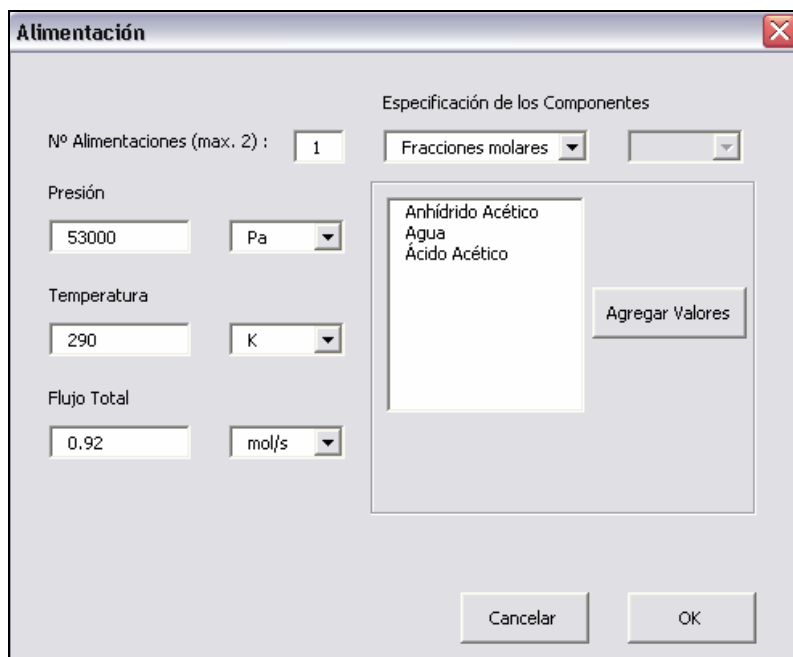 Alimentación
Especificación de los Componentes
Nº Alimentaciones (max. 2) :
1
Fracciones molares
Presión
53000
Pa
Anhídrido Acético
Agua
Ácido Acético
Temperatura
290
K
Agregar Valores
Flujo Total
0.92
mol/s
Cancelar
OK